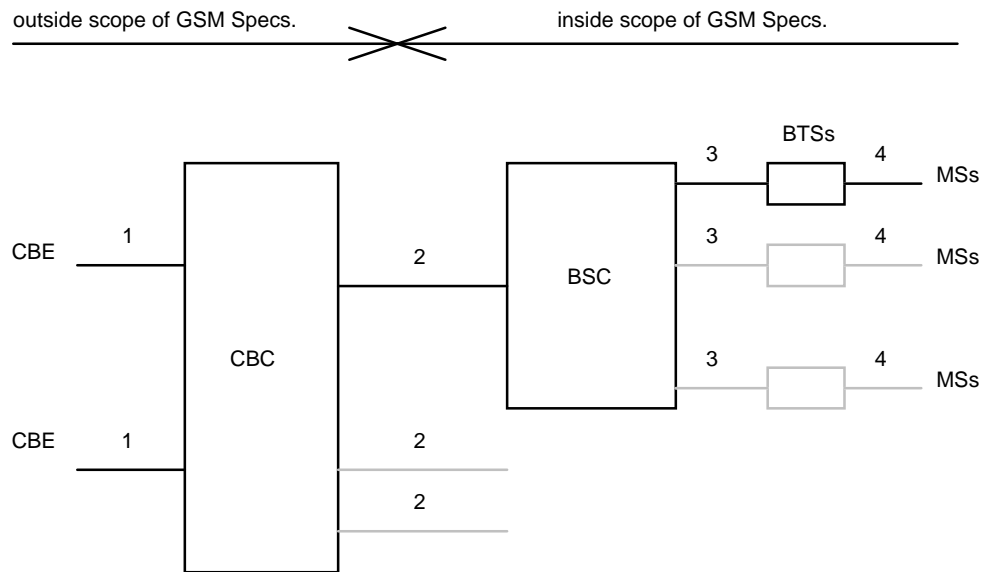 outside scope of GSM Specs.
inside scope of GSM Specs.
BTSs
3
4
MSs
CBE
1
2
3
4
MSs
BSC
CBC
3
4
MSs
CBE
1
2
2